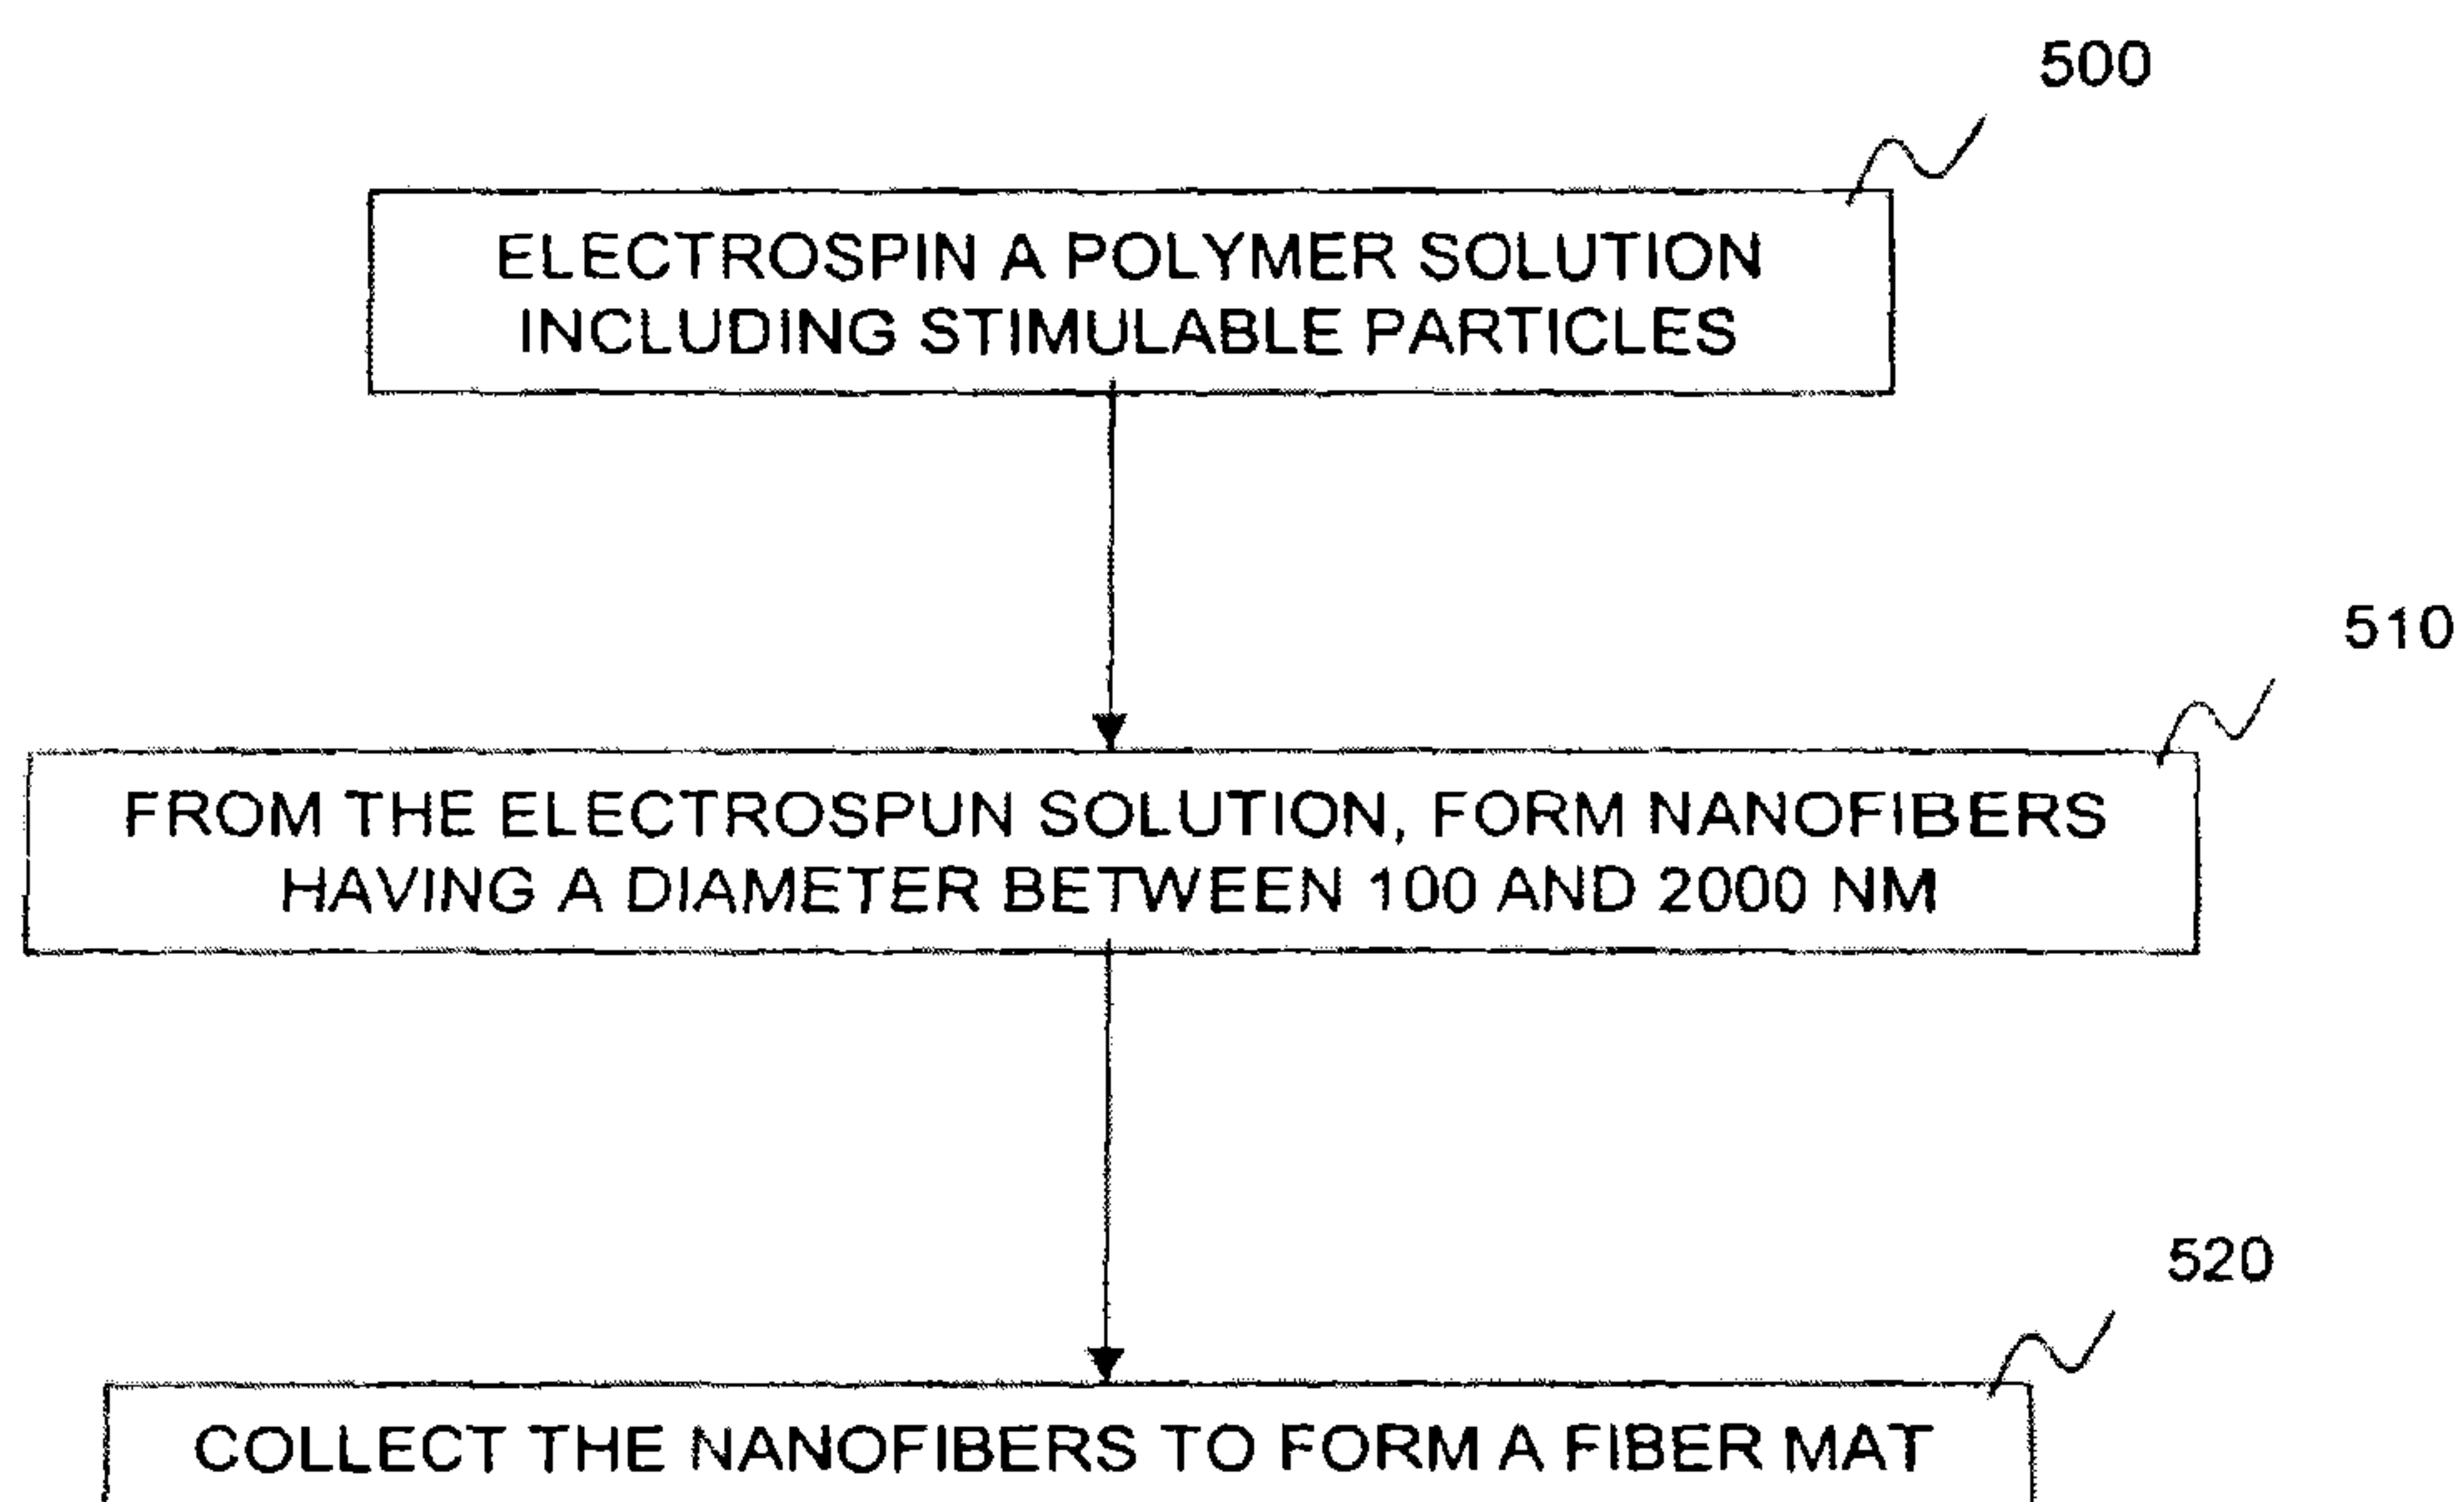 500
ELECTROSPIN A POLYMER SOLUTION
INCLUDING STIMULABLE PARTICLES
510
FROM THE ELECTROSPUN SOLUTION, FORM NANOFIBERS
HAVING A DIAMETER BETWEEN 100 AND 2000 NM
520
COLLECT THE NANOFIBERS TO FORM A FIBER MAT